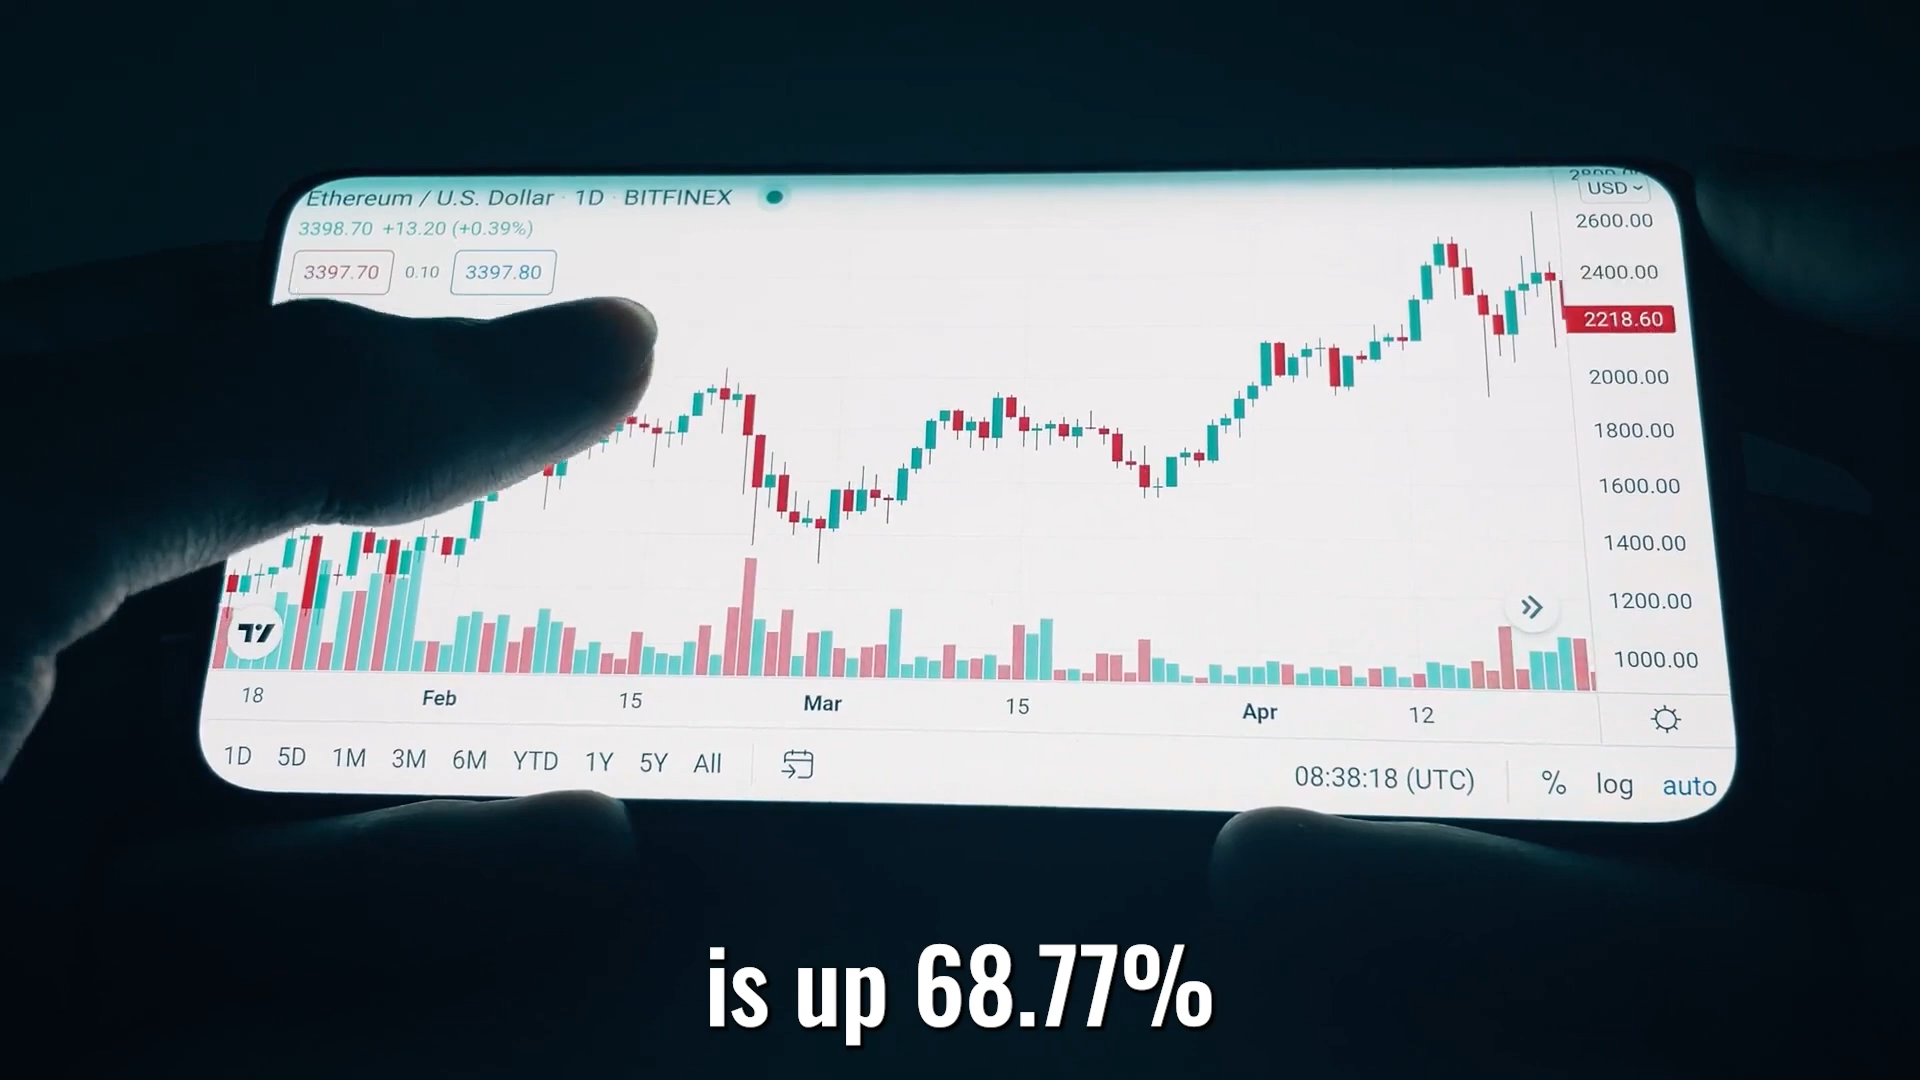 Ethereum / U.S. Dollar · 1D · BITFINEX
3398.70 +13.20 (+0.39%)
3397.70 0.10 3397.80
USD
2600.00
2400.00
2218.60
2000.00
1800.00
1600.00
1400.00
1200.00
1000.00
18 Feb 15 Mar 15 Apr 12
1D 5D 1M 3M 6M YTD 1Y 5Y All
08:38:18 (UTC) % log auto
is up 68.77%